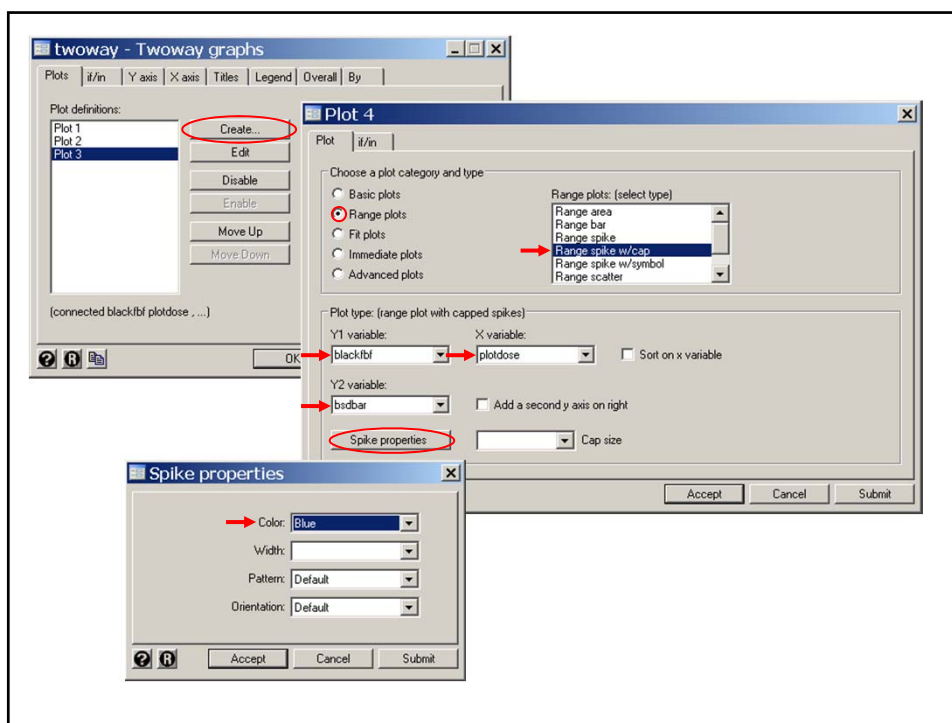 twoway - Twoway graphs
Plots if/in Y axis X axis Titles Legend Overall By
Plot definitions:
Plot 1
Plot 2
Plot 3
Create...
Edit
Disable
Enable
Move Up
Move Down
(connected blackfbf plotdose , ...)
OK
Plot 4
Plot if/in
Choose a plot category and type
Basic plots
Range plots
Fit plots
Immediate plots
Advanced plots
Range plots: (select type)
Range area
Range bar
Range spike
Range spike w/cap
Range spike w/symbol
Range scatter
Plot type: (range plot with capped spikes)
Y1 variable: X variable:
blackfbf plotdose Sort on x variable
Y2 variable:
bsdbar Add a second y axis on right
Spike properties Cap size
Accept Cancel Submit
Spike properties
Color: Blue
Width:
Pattern: Default
Orientation: Default
? R Accept Cancel Submit